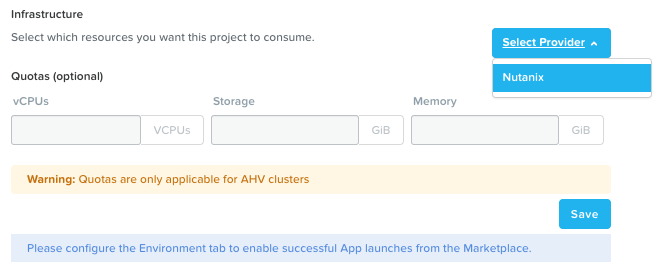 Infrastructure
Select which resources you want this project to consume.
Select Provider
Nutanix
Quotas (optional)
vCPUs
Storage
Memory
VCPUs
GiB
GiB
Warning: Quotas are only applicable for AHV clusters
Save
Please configure the Environment tab to enable successful App launches from the Marketplace.